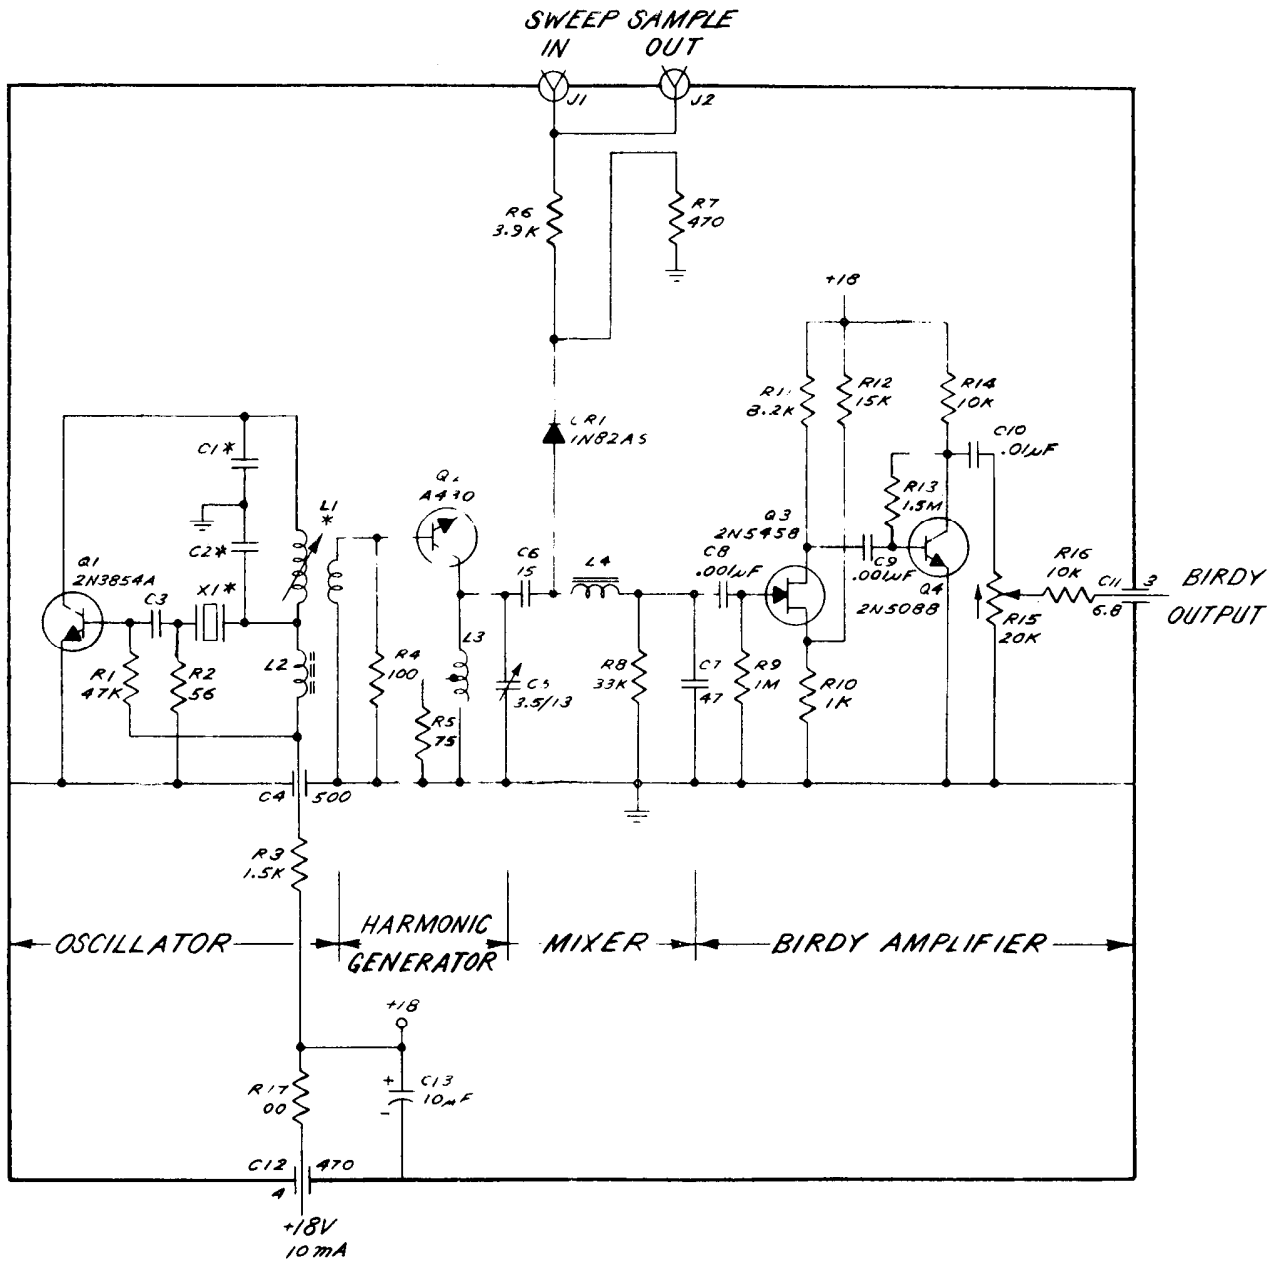 SWEEP SAMPLE
IN OUT
J1 J2
R6
3.9K
R7
470
+18
R12
15K
R14
10K
8.2K
C10
.01µF
1N82AS
C1*
L1
*
C2*
X1*
Q1
2N3854A
C3
R1
47K
R2
56
L2
R4
100
R5
75
L3
C6
15
L4
3.5/13
R8
33K
C7
47
C8
.001µF
R9
1M
Q3
2N5458
R13
1.5M
C9
.001µF
Q4
2N5088
R10
1K
R15
20K
R16
10K
C11 3
6.8
BIRDY
OUTPUT
C4 500
R3
1.5K
OSCILLATOR
HARMONIC
GENERATOR
MIXER
BIRDY AMPLIFIER
+18
R17
+
C13
10µF
-
C12 470
4
+18V
10mA